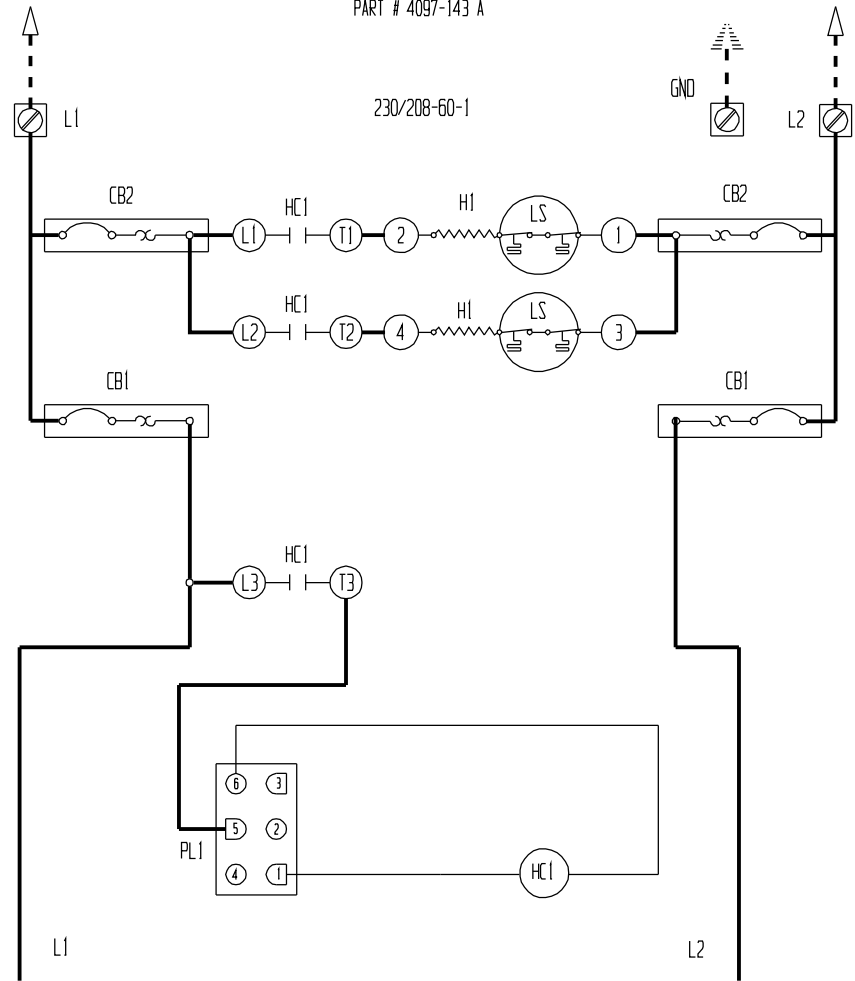 PART # 4097-143 A
GND
230/208-60-1
L1
L2
CB2
HC1
H1
LS
CB2
L1
T1
2
1
HC1
H1
LS
L2
T2
4
3
CB1
CB1
HC1
L3
T3
6
3
5
2
PL1
4
1
HC1
L1
L2